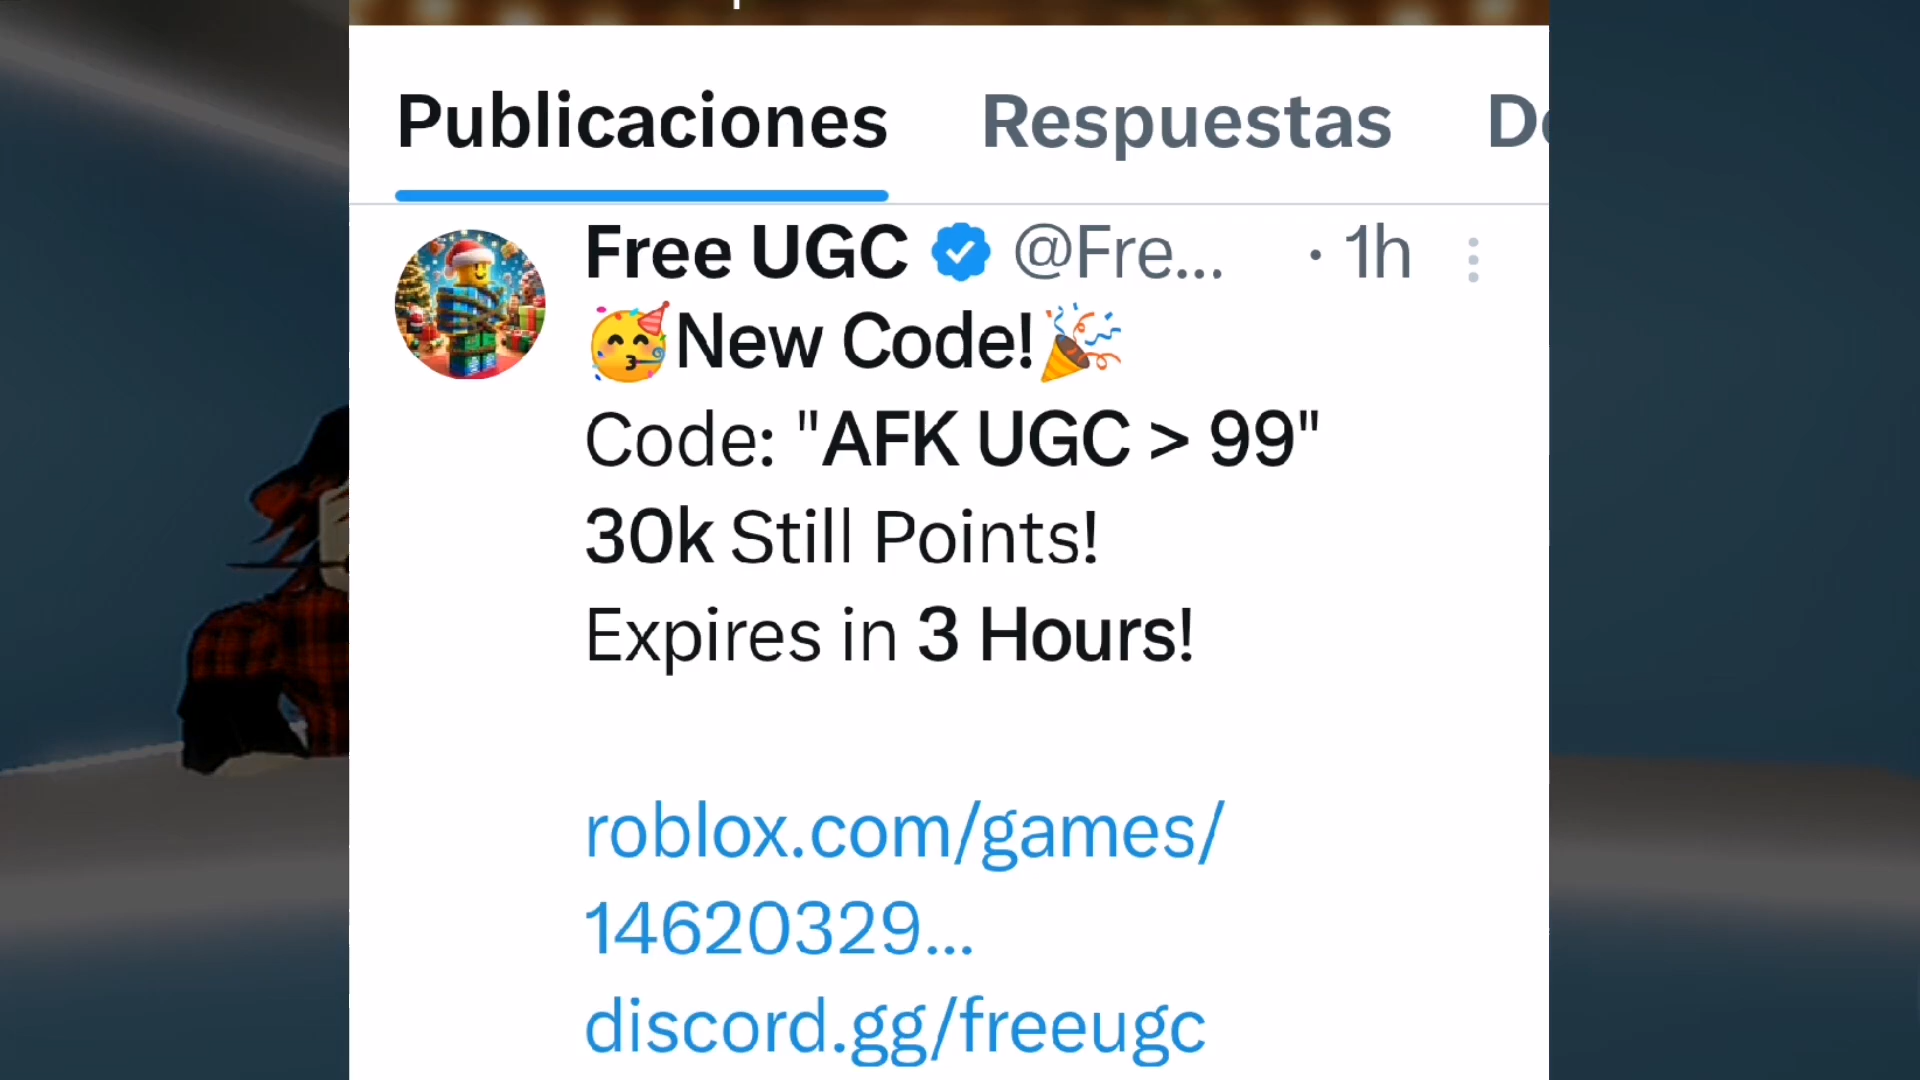 Publicaciones Respuestas
Free UGC @Fre... · 1h
🥳New Code!🎉
Code: "AFK UGC > 99"
30k Still Points!
Expires in 3 Hours!
roblox.com/games/
14620329...
discord.gg/freeugc